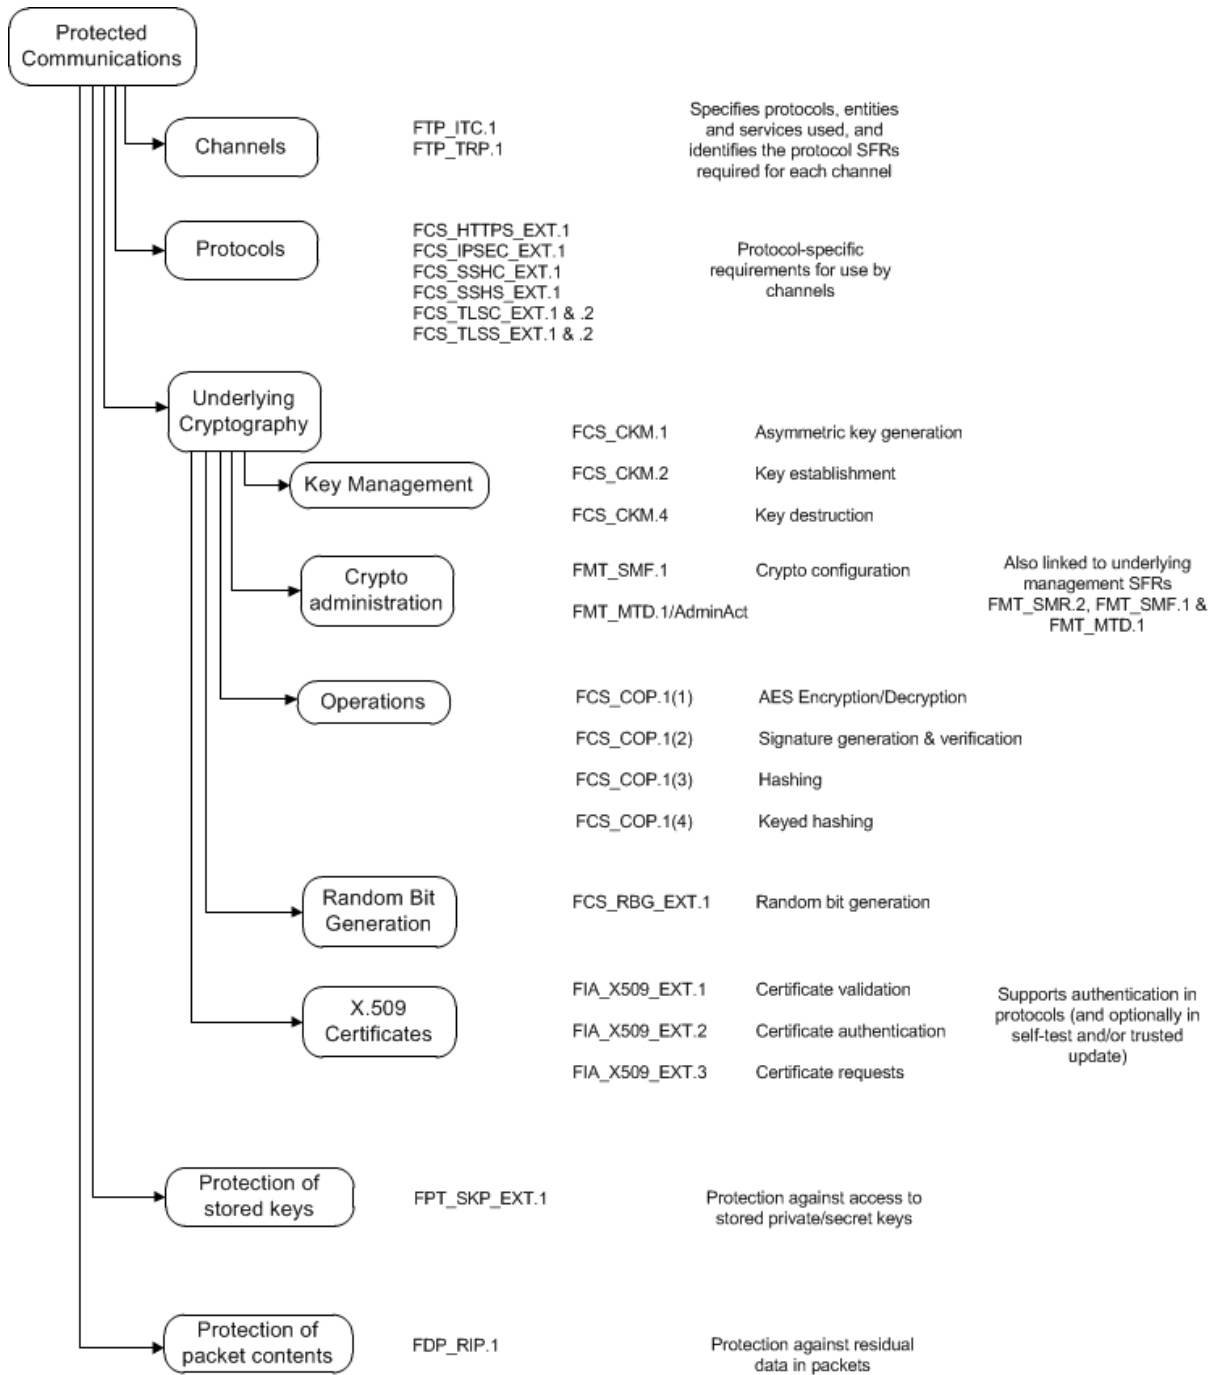 Protected
Communications
Channels
FTP_ITC.1
FTP_TRP.1
Specifies protocols, entities
and services used, and
identifies the protocol SFRs
required for each channel
Protocols
FCS_HTTPS_EXT.1
FCS_IPSEC_EXT.1
FCS_SSHC_EXT.1
FCS_SSHS_EXT.1
FCS_TLSC_EXT.1 & .2
FCS_TLSS_EXT.1 & .2
Protocol-specific
requirements for use by
channels
Underlying
Cryptography
Key Management
FCS_CKM.1 Asymmetric key generation
FCS_CKM.2 Key establishment
FCS_CKM.4 Key destruction
Crypto
administration
FMT_SMF.1 Crypto configuration
FMT_MTD.1/AdminAct
Also linked to underlying
management SFRs
FMT_SMR.2, FMT_SMF.1 &
FMT_MTD.1
Operations
FCS_COP.1(1) AES Encryption/Decryption
FCS_COP.1(2) Signature generation & verification
FCS_COP.1(3) Hashing
FCS_COP.1(4) Keyed hashing
Random Bit
Generation
FCS_RBG_EXT.1 Random bit generation
X.509
Certificates
FIA_X509_EXT.1 Certificate validation
FIA_X509_EXT.2 Certificate authentication
FIA_X509_EXT.3 Certificate requests
Supports authentication in
protocols (and optionally in
self-test and/or trusted
update)
Protection of
stored keys
FPT_SKP_EXT.1
Protection against access to
stored private/secret keys
Protection of
packet contents
FDP_RIP.1
Protection against residual
data in packets